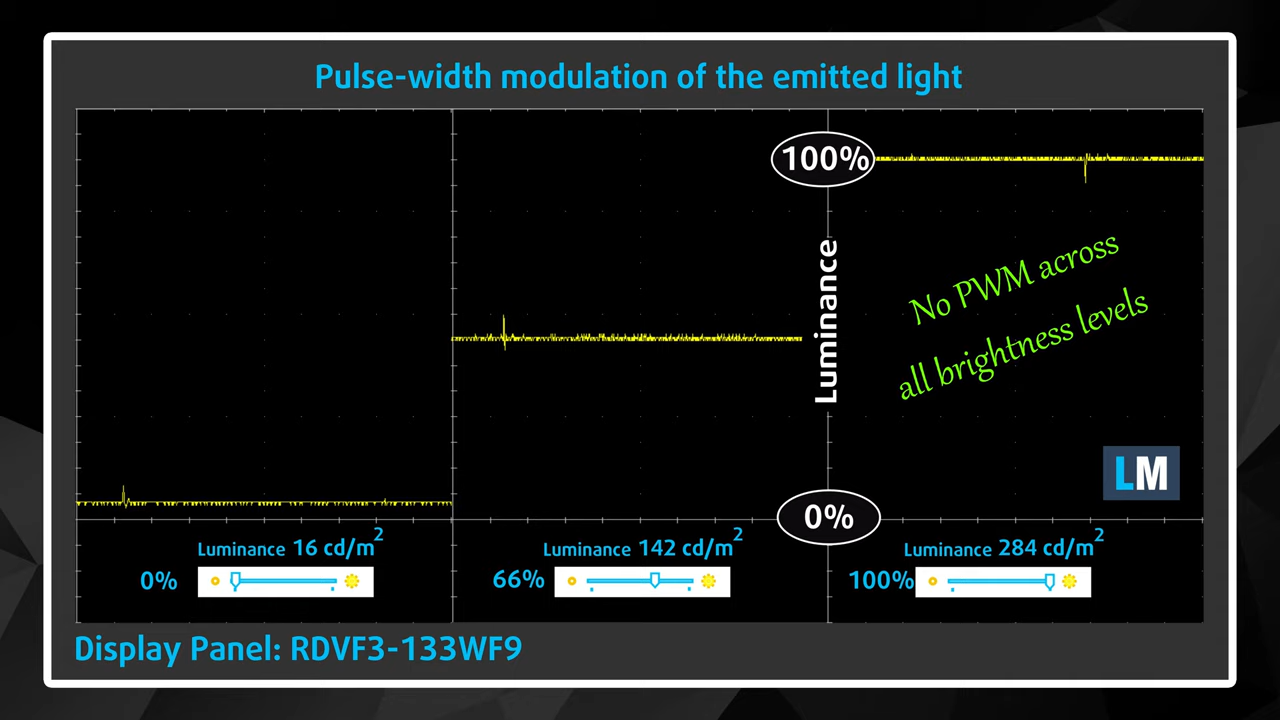 Pulse-width modulation of the emitted light
100%
Luminance
No PWM across
all brightness levels
LM
0%
Luminance 16 cd/m²
Luminance 142 cd/m²
Luminance 284 cd/m²
0%
66%
100%
Display Panel: RDVF3-133WF9